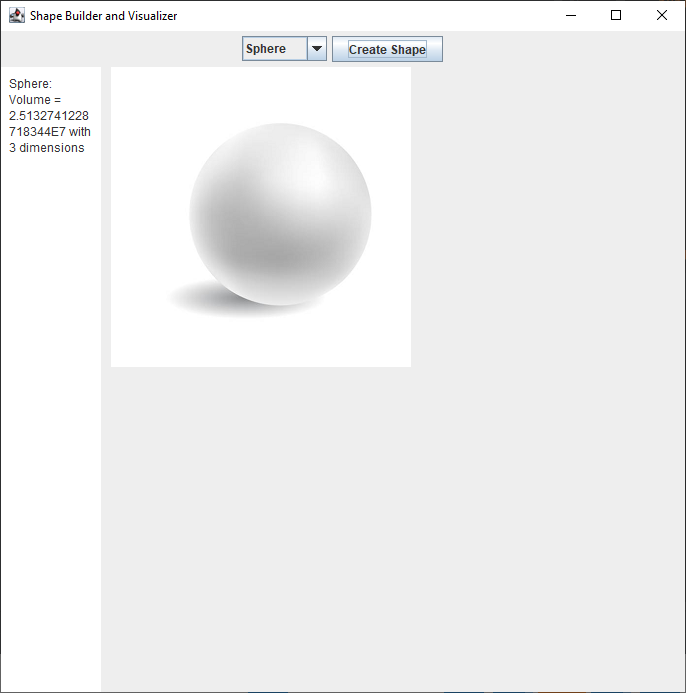 Shape Builder and Visualizer
Sphere
Create Shape
Sphere:
Volume =
2.5132741228
718344E7 with
3 dimensions